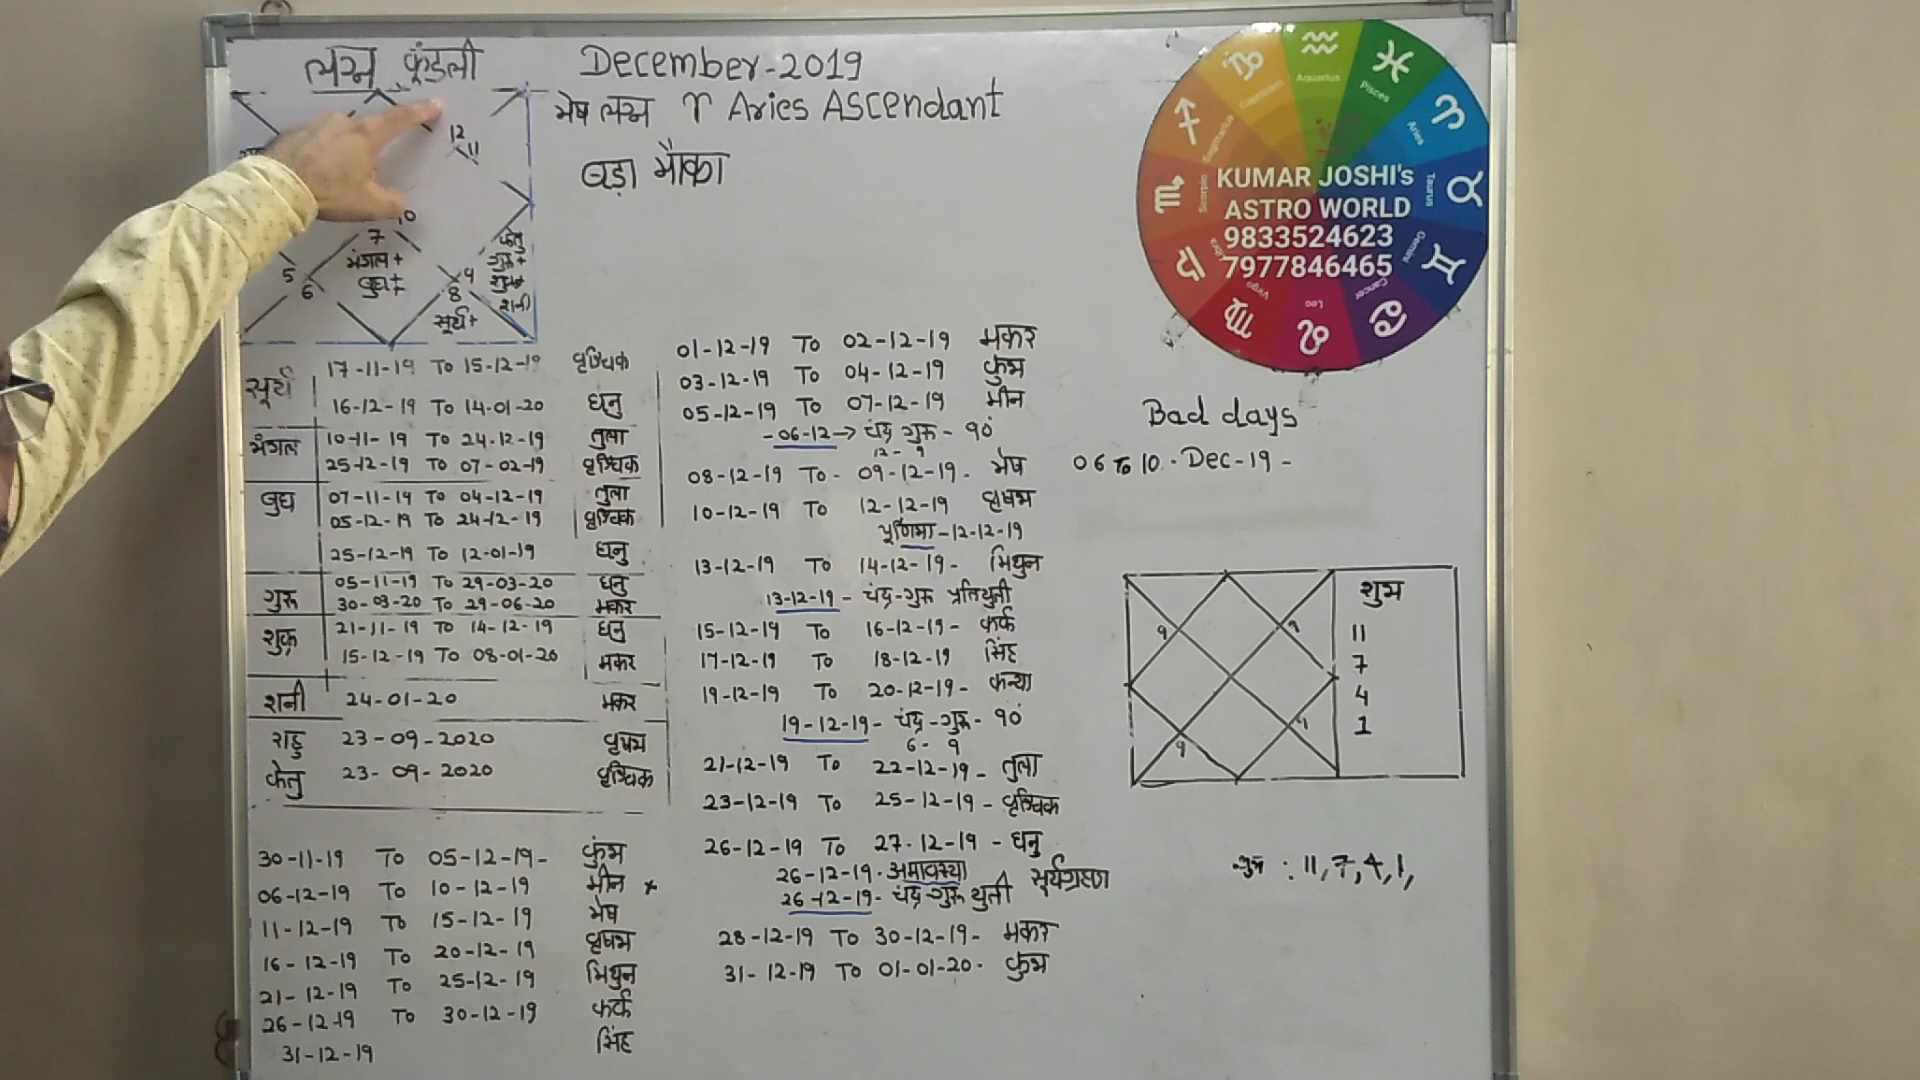 लग्न कूंडली
December-2019
मेष लग्न ♈ Aries Ascendant
बड़ा मौका
12
11
10
7
मंगल +
बुध +
5
6
9
8
सूर्य +
केतु
गुरु +
शुक्र +
शनी
सूर्य
17-11-19 To 15-12-19 वृश्चिक
16-12-19 To 14-01-20 धनु
मंगल
10-11-19 To 24-12-19 तुला
25-12-19 To 07-02-19 वृश्चिक
बुध
07-11-19 To 04-12-19 तुला
05-12-19 To 24-12-19 वृश्चिक
25-12-19 To 12-01-19 धनु
गुरु
05-11-19 To 29-03-20 धनु
30-03-20 To 29-06-20 मकर
शुक्र
21-11-19 To 14-12-19 धनु
15-12-19 To 08-01-20 मकर
शनी 24-01-20 मकर
राहु 23-09-2020 वृषभ
केतु 23-09-2020 वृश्चिक
30-11-19 To 05-12-19- कुंभ
06-12-19 To 10-12-19 मीन ×
11-12-19 To 15-12-19 मेष
16-12-19 To 20-12-19 वृषभ
21-12-19 To 25-12-19 मिथुन
26-12-19 To 30-12-19 कर्क
31-12-19 सिंह
01-12-19 To 02-12-19 मकर
03-12-19 To 04-12-19 कुंभ
05-12-19 To 07-12-19 मीन
-06-12-> चंद्र गुरु - 90
12 - 9
08-12-19 To - 09-12-19 - मेष
10-12-19 To 12-12-19 वृषभ
पूर्णिमा - 12-12-19
13-12-19 To 14-12-19 - मिथुन
13-12-19 - चंद्र-गुरु प्रतियुती
15-12-19 To 16-12-19 - कर्क
17-12-19 To 18-12-19 सिंह
19-12-19 To 20-12-19 - कन्या
19-12-19 - चंद्र-गुरु - 90
6 - 9
21-12-19 To 22-12-19 - तुला
23-12-19 To 25-12-19 - वृश्चिक
26-12-19 To 27-12-19 - धनु
26-12-19 - अमावस्या सूर्यग्रहण
26-12-19 - चंद्र-गुरु युती
28-12-19 To 30-12-19 - मकर
31-12-19 To 01-01-20 - कुंभ
Capricorn
Aquarius
Pisces
Aries
Taurus
Gemini
Cancer
Leo
Virgo
Libra
Scorpio
Sagittarius
KUMAR JOSHI's
ASTRO WORLD
9833524623
7977846465
Bad days
06 To 10 - Dec-19 -
शुभ
11
7
4
1
9
9
9
: 11, 7, 4, 1,